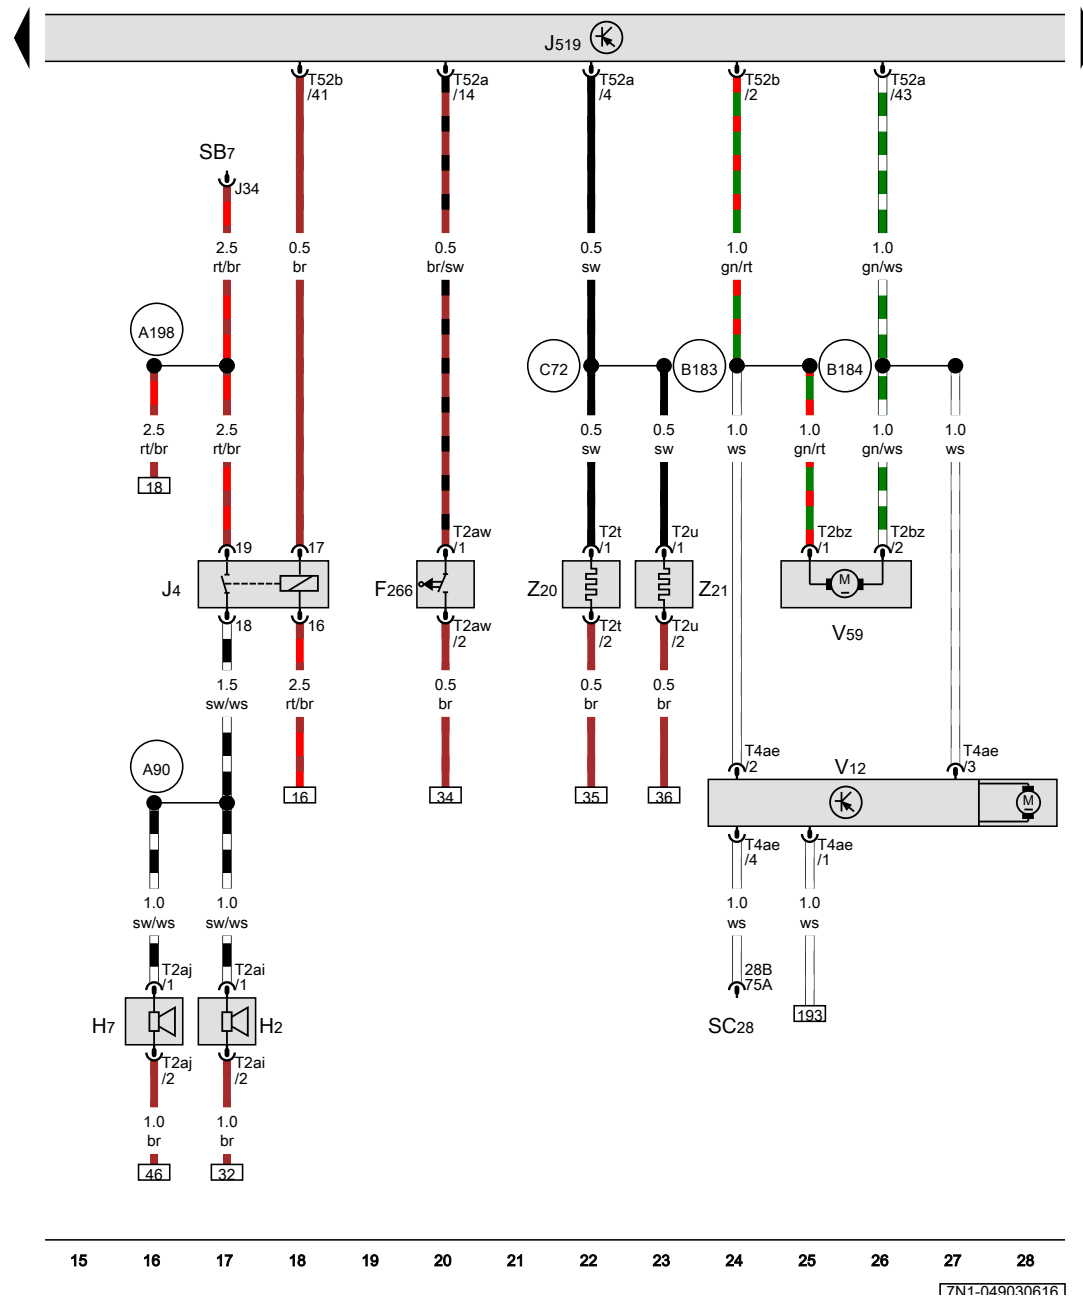 J519
T52b
/41
T52a
/14
T52a
/4
T52b
/2
T52a
/43
SB7
J34
2.5
rt/br
0.5
br
0.5
br/sw
0.5
sw
1.0
gn/rt
1.0
gn/ws
A198
C72
B183
B184
2.5
rt/br
2.5
rt/br
0.5
sw
0.5
sw
1.0
ws
1.0
gn/rt
1.0
gn/ws
1.0
ws
18
19
17
T2aw
/1
T2t
/1
T2u
/1
T2bz
/1
T2bz
/2
J4
F266
Z20
Z21
M
V59
18
16
T2aw
/2
T2t
/2
T2u
/2
1.5
sw/ws
2.5
rt/br
0.5
br
0.5
br
0.5
br
A90
16
34
35
36
T4ae
/2
V12
T4ae
/3
M
T4ae
/4
T4ae
/1
1.0
sw/ws
1.0
sw/ws
1.0
ws
1.0
ws
T2aj
/1
T2ai
/1
28B
75A
H7
H2
SC28
193
T2aj
/2
T2ai
/2
1.0
br
1.0
br
46
32
15 16 17 18 19 20 21 22 23 24 25 26 27 28
7N1-049030616